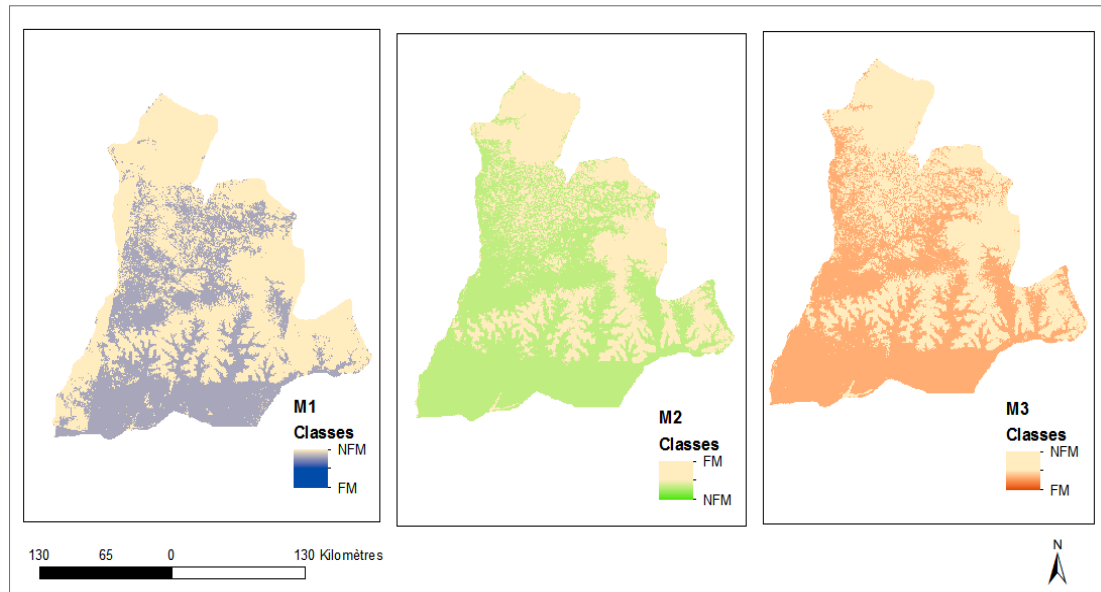 M1
Classes
NFM
FM
M2
Classes
FM
NFM
M3
Classes
NFM
FM
130 65 0 130 Kilomètres
N